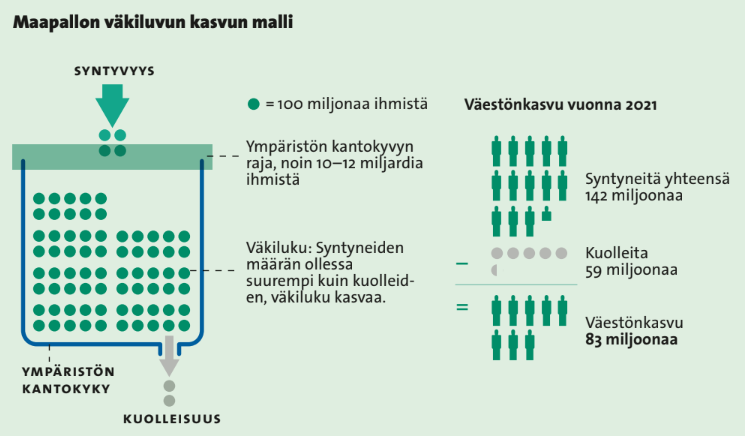 Maapallon väkiluvun kasvun malli
SYNTYVYYS
= 100 miljonaa ihmistä
Ympäristön kantokyvyn
raja, noin 10–12 miljardia
ihmistä
Väkiluku: Syntyneiden
määrän ollessa
suurempi kuin kuolleid-
en, väkiluku kasvaa.
YMPÄRISTÖN
KANTOKYKY
KUOLLEISUUS
Väestönkasvu vuonna 2021
Syntyneitä yhteensä
142 miljoonaa
–
Kuolleita
59 miljoonaa
=
Väestönkasvu
83 miljoonaa